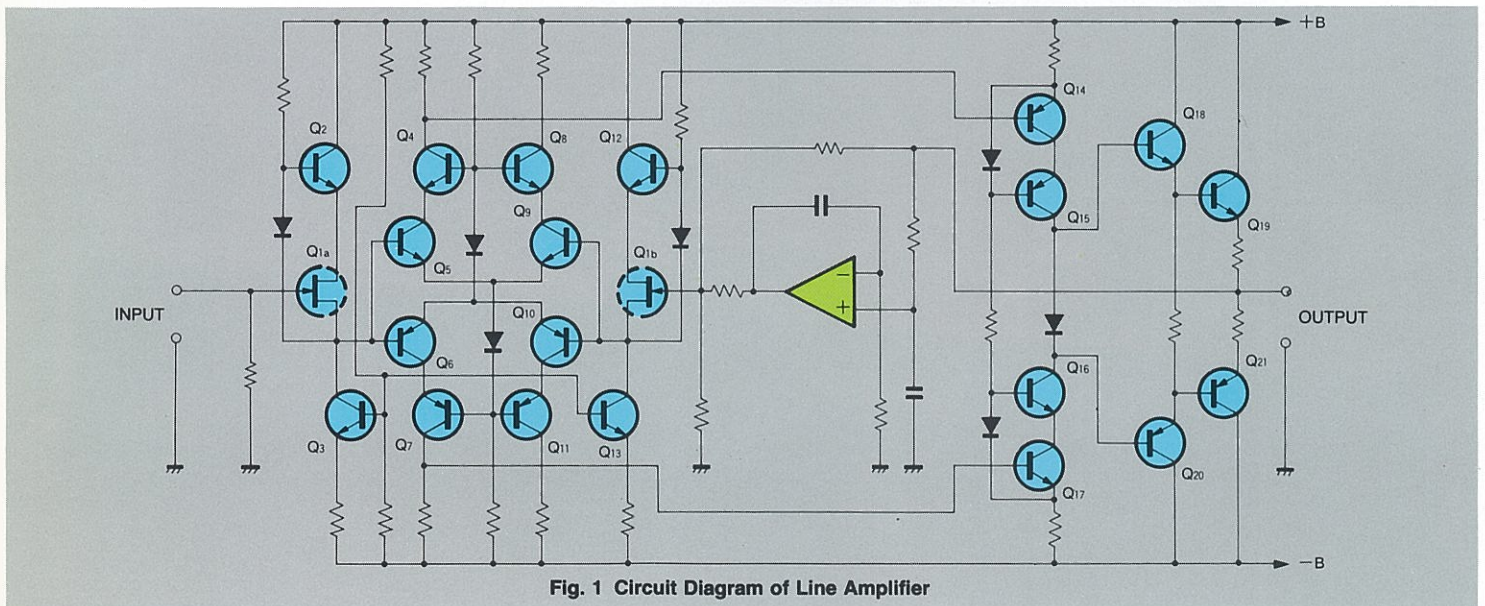 +B
Q14
Q18
Q2
Q4
Q8
Q12
Q15
Q19
Q9
Q1a
Q5
Q1b
−
+
INPUT
OUTPUT
Q10
Q6
Q16
Q21
Q3
Q7
Q11
Q13
Q17
Q20
−B
Fig. 1 Circuit Diagram of Line Amplifier